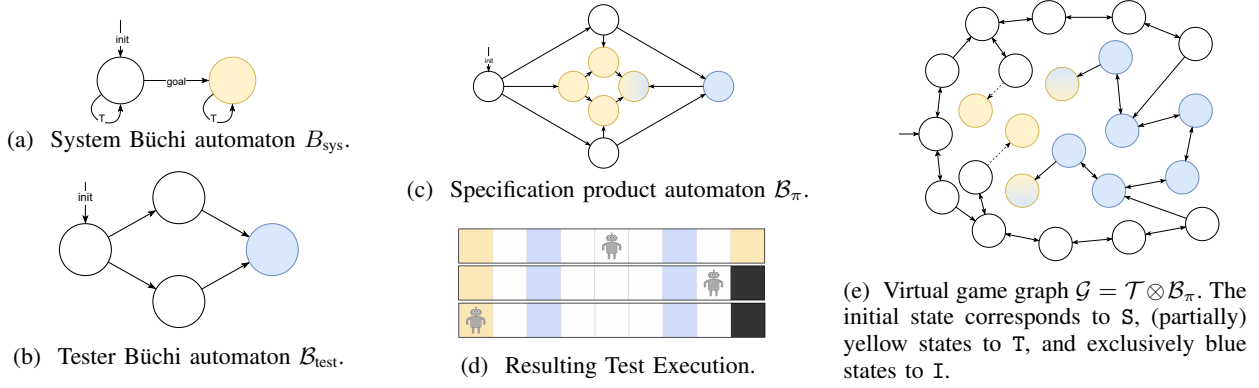 init
goal
T
T
(a) System Büchi automaton B_sys.
init
(b) Tester Büchi automaton 𝓑_test.
init
(c) Specification product automaton 𝓑_π.
(d) Resulting Test Execution.
(e) Virtual game graph 𝓖 = 𝓣 ⊗ 𝓑_π. The
initial state corresponds to S, (partially)
yellow states to T, and exclusively blue
states to I.